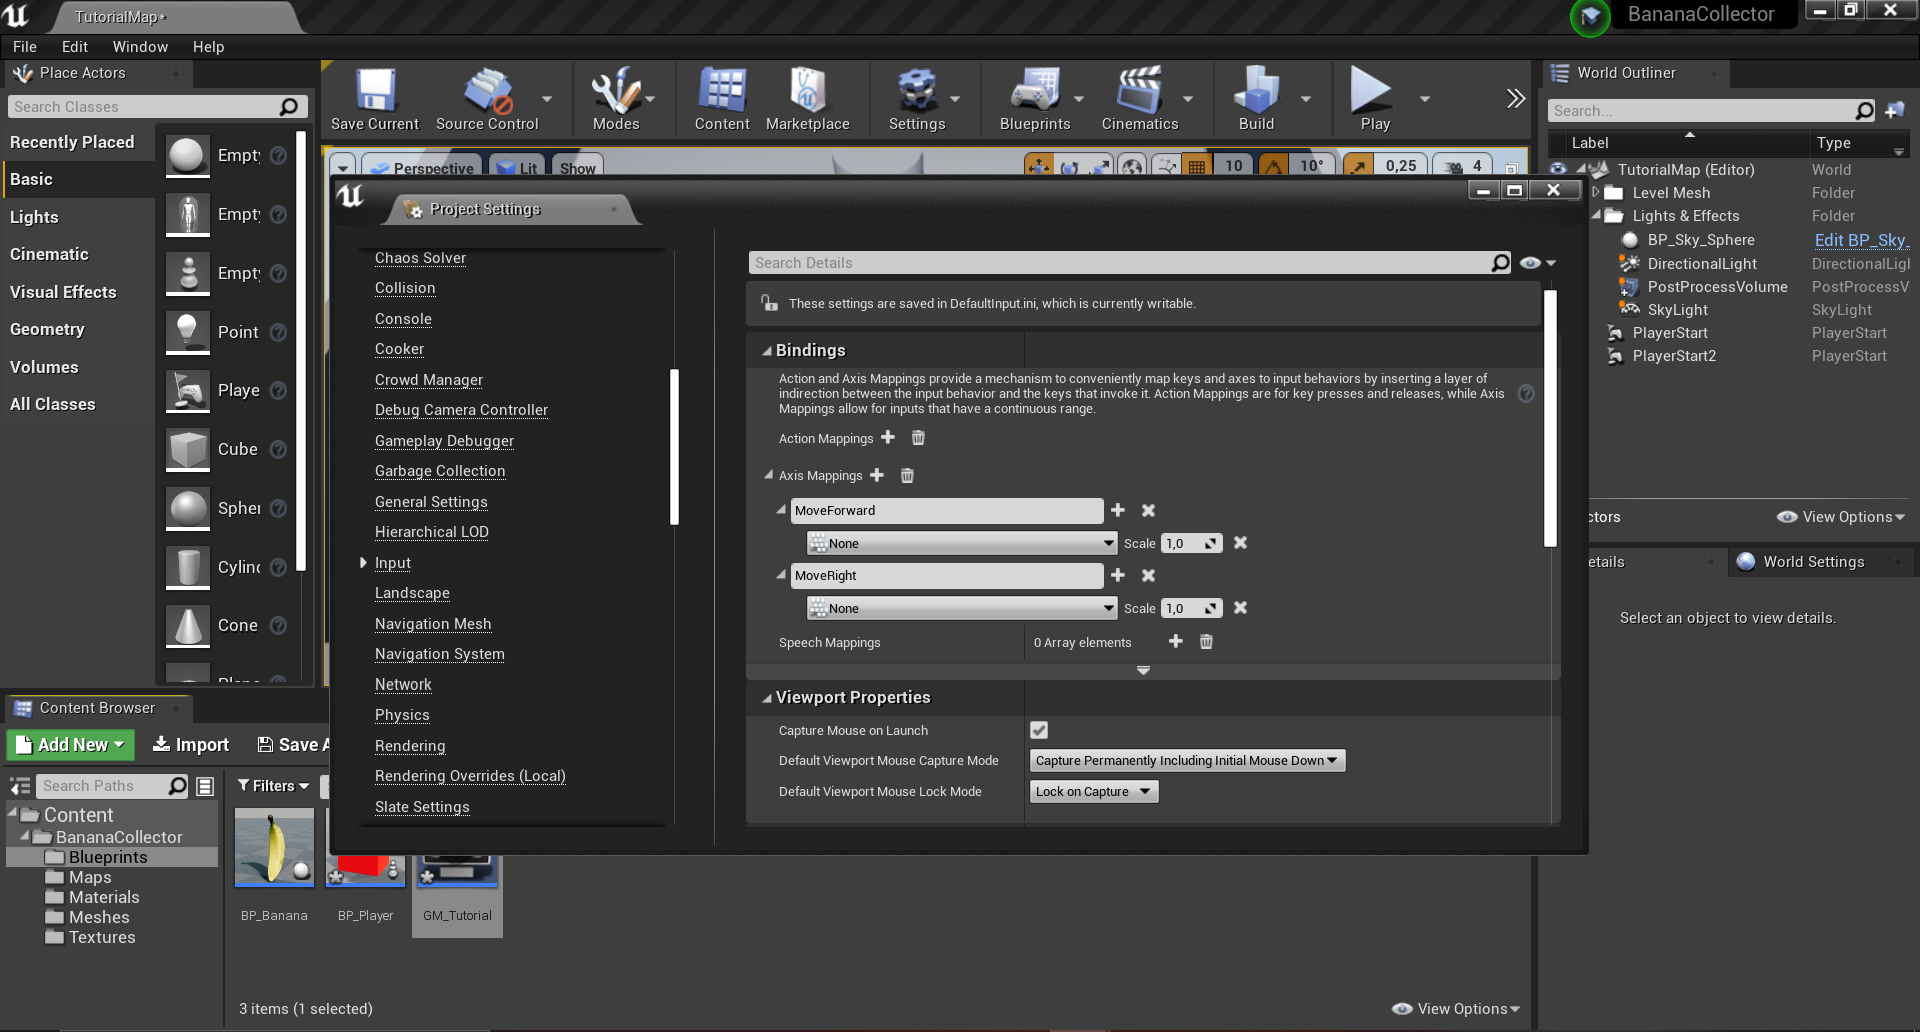 TutorialMap*
BananaCollector
File Edit Window Help
Place Actors
Search Classes
Recently Placed
Basic
Lights
Cinematic
Visual Effects
Geometry
Volumes
All Classes
Empty
Empty
Empty
Point
Playe
Cube
Spher
Cylind
Cone
Save Current
Source Control
Modes
Content
Marketplace
Settings
Blueprints
Cinematics
Build
Play
Perspective
Lit
Show
10
10°
0,25
4
World Outliner
Search...
Label Type
TutorialMap (Editor) World
Level Mesh Folder
Lights & Effects Folder
BP_Sky_Sphere Edit BP_Sky_
DirectionalLight DirectionalLigh
PostProcessVolume PostProcessV
SkyLight SkyLight
PlayerStart PlayerStart
PlayerStart2 PlayerStart
ctors
View Options
etails
World Settings
Select an object to view details.
Project Settings
Chaos Solver
Collision
Console
Cooker
Crowd Manager
Debug Camera Controller
Gameplay Debugger
Garbage Collection
General Settings
Hierarchical LOD
Input
Landscape
Navigation Mesh
Navigation System
Network
Physics
Rendering
Rendering Overrides (Local)
Slate Settings
Search Details
These settings are saved in DefaultInput.ini, which is currently writable.
Bindings
Action and Axis Mappings provide a mechanism to conveniently map keys and axes to input behaviors by inserting a layer of
indirection between the input behavior and the keys that invoke it. Action Mappings are for key presses and releases, while Axis
Mappings allow for inputs that have a continuous range.
Action Mappings
Axis Mappings
MoveForward
None Scale 1,0
MoveRight
None Scale 1,0
Speech Mappings 0 Array elements
Viewport Properties
Capture Mouse on Launch
Default Viewport Mouse Capture Mode Capture Permanently Including Initial Mouse Down
Default Viewport Mouse Lock Mode Lock on Capture
Content Browser
Add New Import Save A
Search Paths
Filters
Content
BananaCollector
Blueprints
Maps
Materials
Meshes
Textures
BP_Banana
BP_Player
GM_Tutorial
3 items (1 selected)
View Options